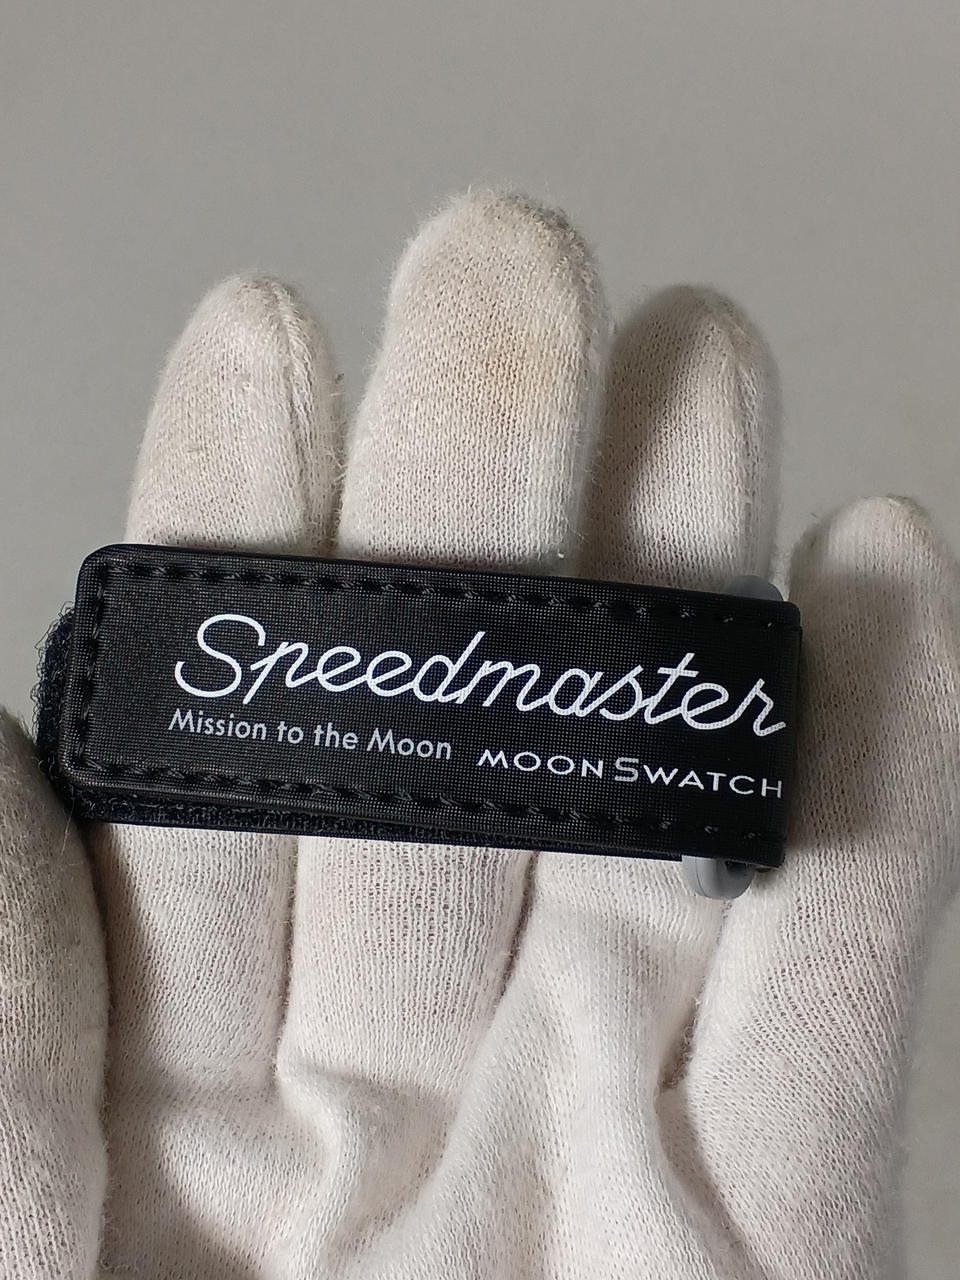 Speedmaster
Mission to the Moon
MOONSWATCH